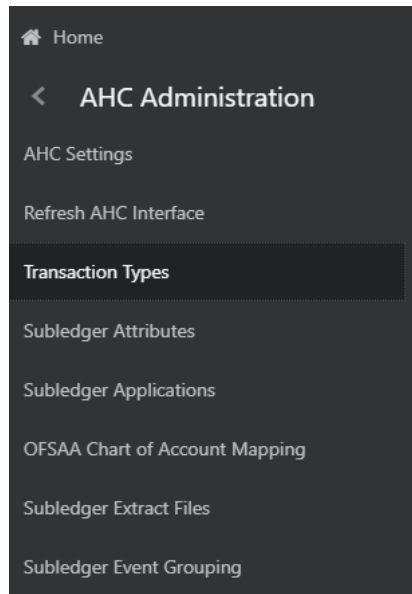 Home
AHC Administration
AHC Settings
Refresh AHC Interface
Transaction Types
Subledger Attributes
Subledger Applications
OFSAA Chart of Account Mapping
Subledger Extract Files
Subledger Event Grouping